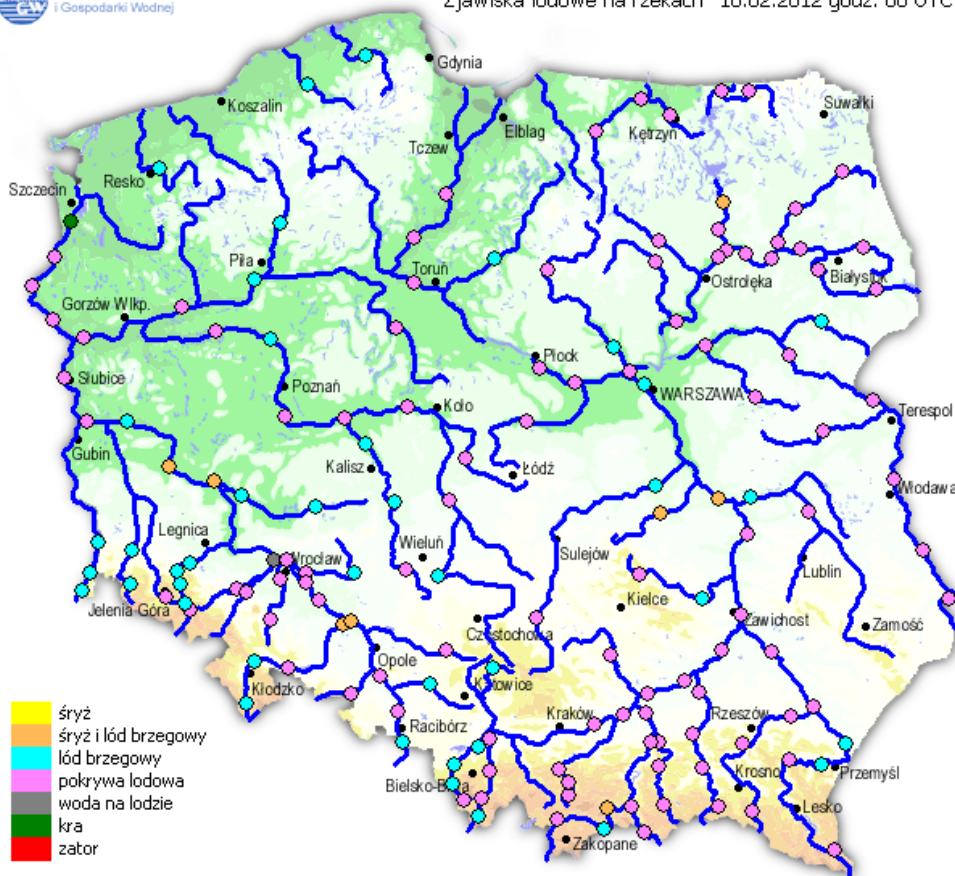 i Gospodarki Wodnej
Zjawiska lodowe na rzekach 10.02.2012 godz. 06 UTC
Gdynia
Koszalin
Suwałki
Elbląg
Kętrzyn
Tczew
Resko
Szczecin
Piła
Toruń
Białystok
Ostrołęka
Gorzów Wlkp.
Płock
Słubice
Poznań
WARSZAWA
Koło
Terespol
Gubin
Kalisz
Łódź
Włodawa
Legnica
Wrocław
Wieluń
Sulejów
Lublin
Jelenia Góra
Kielce
Zawichost
Zamość
Częstochowa
Opole
Kłodzko
Katowice
Racibórz
Kraków
Rzeszów
Bielsko-Biała
Krosno
Przemyśl
Lesko
Zakopane
śryż
śryż i lód brzegowy
lód brzegowy
pokrywa lodowa
woda na lodzie
kra
zator